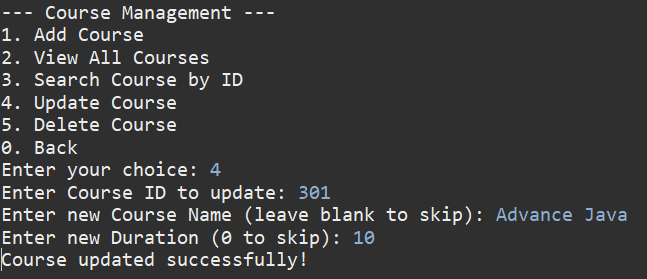 --- Course Management ---
1. Add Course
2. View All Courses
3. Search Course by ID
4. Update Course
5. Delete Course
0. Back
Enter your choice: 4
Enter Course ID to update: 301
Enter new Course Name (leave blank to skip): Advance Java
Enter new Duration (0 to skip): 10
Course updated successfully!